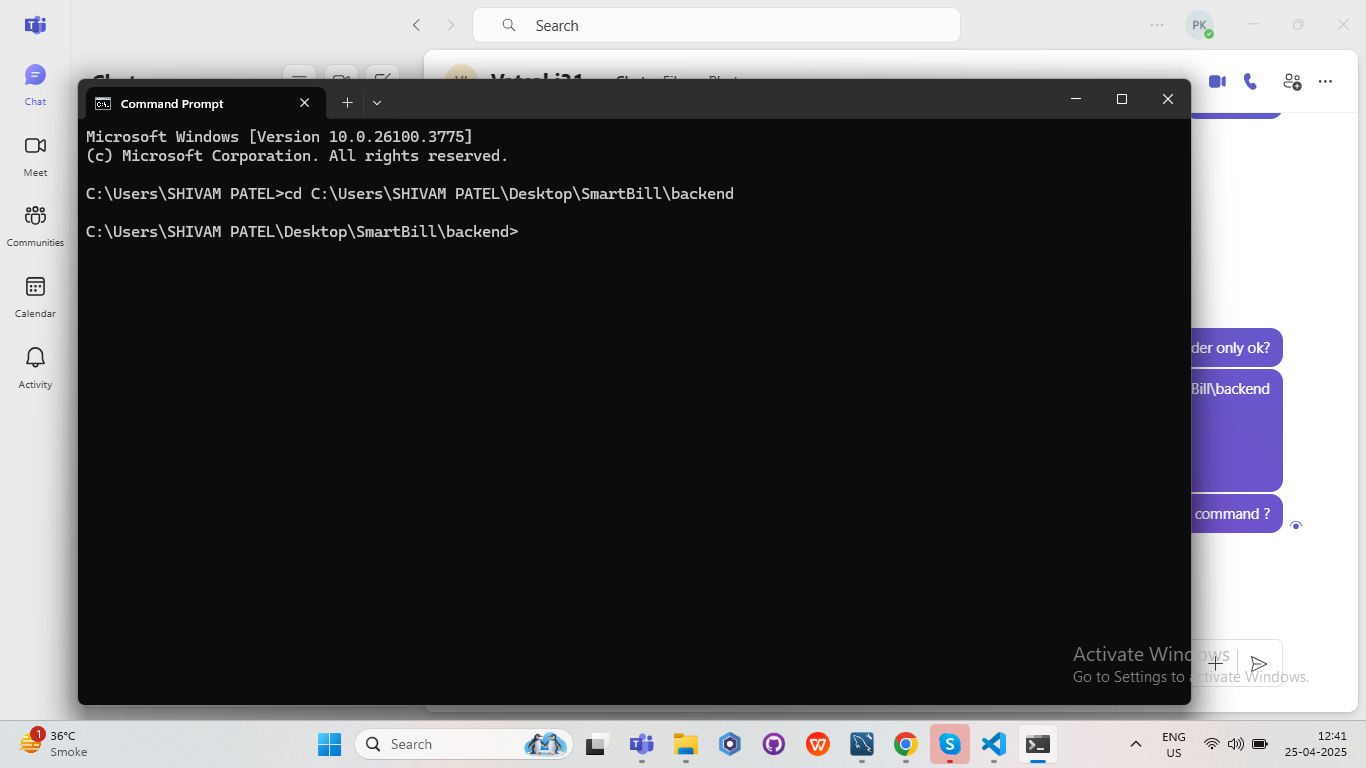 Search
PK
Chat
Chat
Meet
Communities
Calendar
Activity
Command Prompt
Microsoft Windows [Version 10.0.26100.3775]
(c) Microsoft Corporation. All rights reserved.
C:\Users\SHIVAM PATEL>cd C:\Users\SHIVAM PATEL\Desktop\SmartBill\backend
C:\Users\SHIVAM PATEL\Desktop\SmartBill\backend>
der only ok?
Bill\backend
command ?
Activate Windows
Go to Settings to activate Windows.
1
36°C
Smoke
Search
ENG
US
12:41
25-04-2025